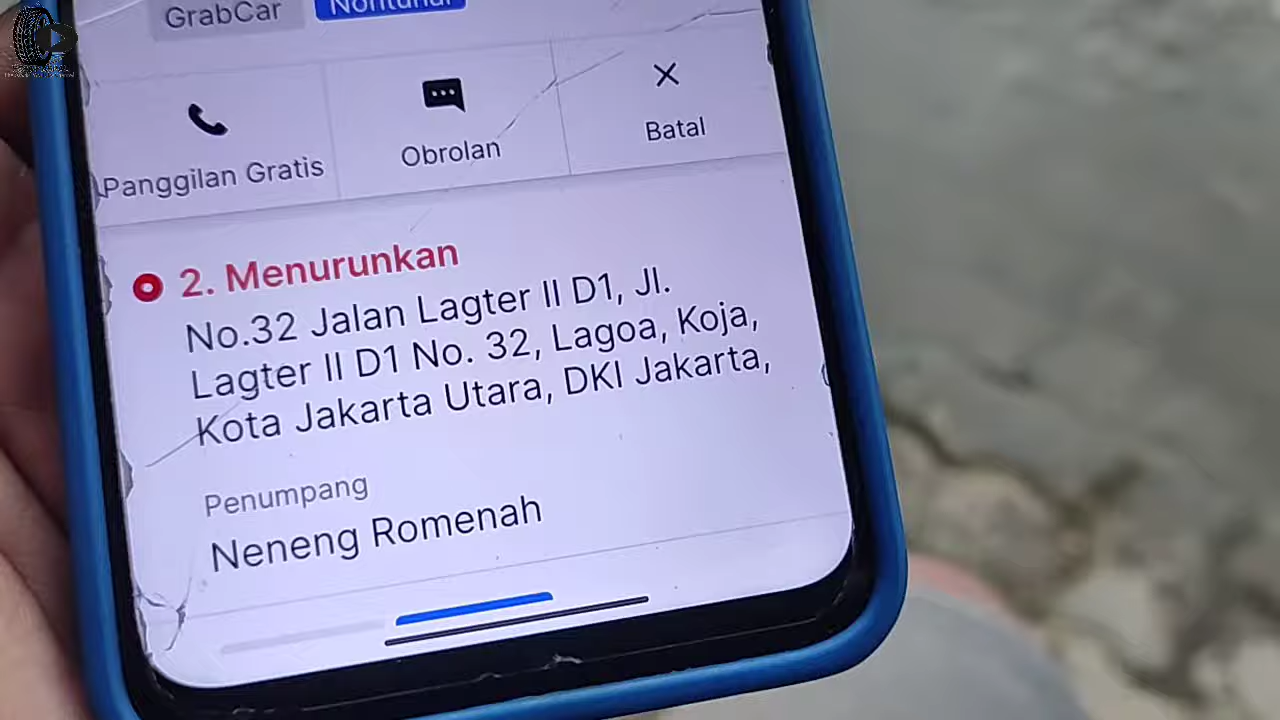 GrabCar
Nontunai
Panggilan Gratis
Obrolan
Batal
2. Menurunkan
No.32 Jalan Lagter II D1, Jl.
Lagter II D1 No. 32, Lagoa, Koja,
Kota Jakarta Utara, DKI Jakarta,
Penumpang
Neneng Romenah